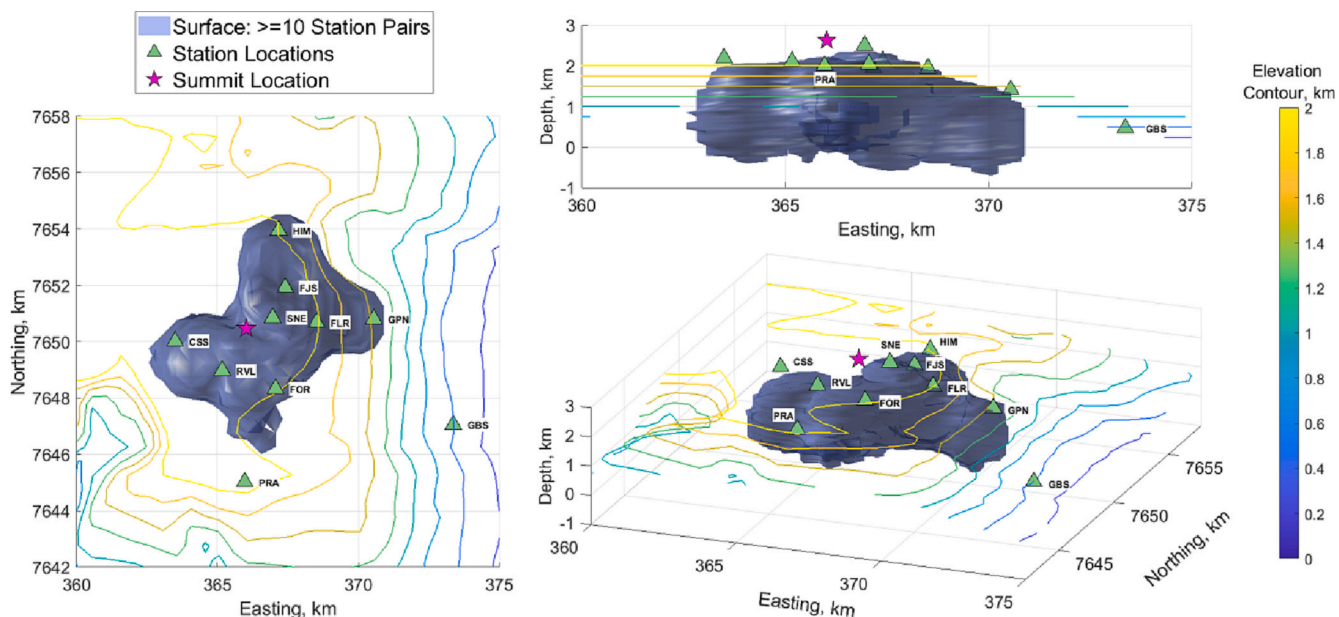 Surface: >=10 Station Pairs
Station Locations
Summit Location
7658
7656
7654
7652
7650
7648
7646
7644
7642
Northing, km
360
365
370
375
Easting, km
HIM
FJS
SNE
FLR
GPN
CSS
RVL
FOR
GBS
PRA
3
2
1
0
-1
Depth, km
PRA
GBS
360
365
370
375
Easting, km
3
2
1
0
-1
Depth, km
360
365
370
375
Easting, km
7645
7650
7655
Northing, km
CSS
SNE
HIM
RVL
FJS
FLR
PRA
FOR
GPN
GBS
Elevation
Contour, km
2
1.8
1.6
1.4
1.2
1
0.8
0.6
0.4
0.2
0